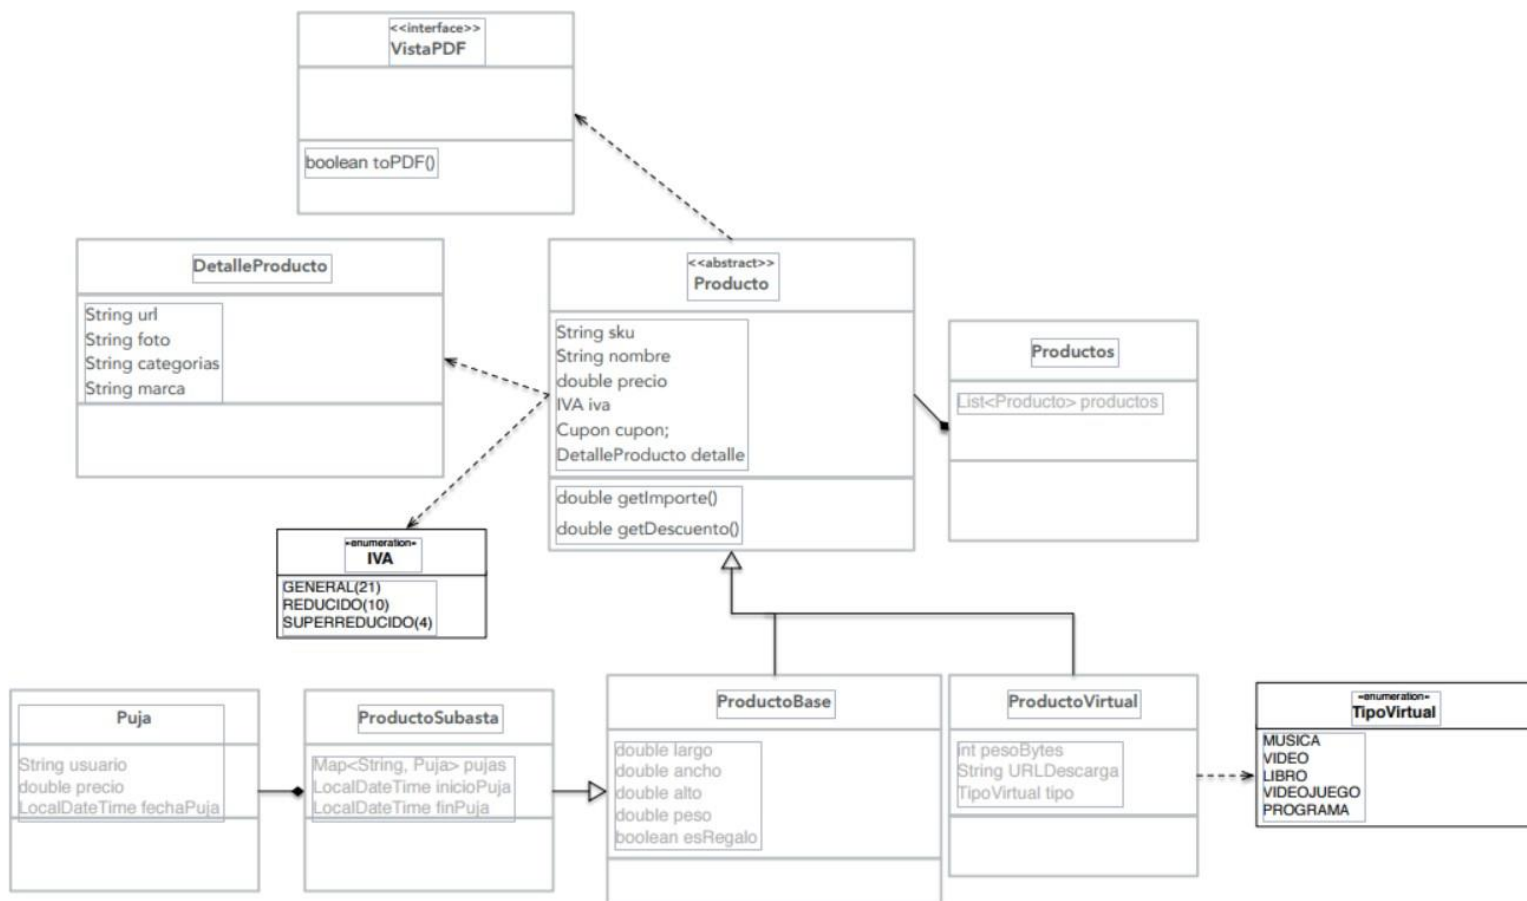 <<interface>>
VistaPDF
boolean toPDF()
DetalleProducto
String url
String foto
String categorias
String marca
<<abstract>>
Producto
String sku
String nombre
double precio
IVA iva
Cupon cupon;
DetalleProducto detalle
double getImporte()
double getDescuento()
Productos
List<Producto> productos
«enumeration»
IVA
GENERAL(21)
REDUCIDO(10)
SUPERREDUCIDO(4)
Puja
String usuario
double precio
LocalDateTime fechaPuja
ProductoSubasta
Map<String, Puja> pujas
LocalDateTime inicioPuja
LocalDateTime finPuja
ProductoBase
double largo
double ancho
double alto
double peso
boolean esRegalo
ProductoVirtual
int pesoBytes
String URLDescarga
TipoVirtual tipo
«enumeration»
TipoVirtual
MUSICA
VIDEO
LIBRO
VIDEOJUEGO
PROGRAMA